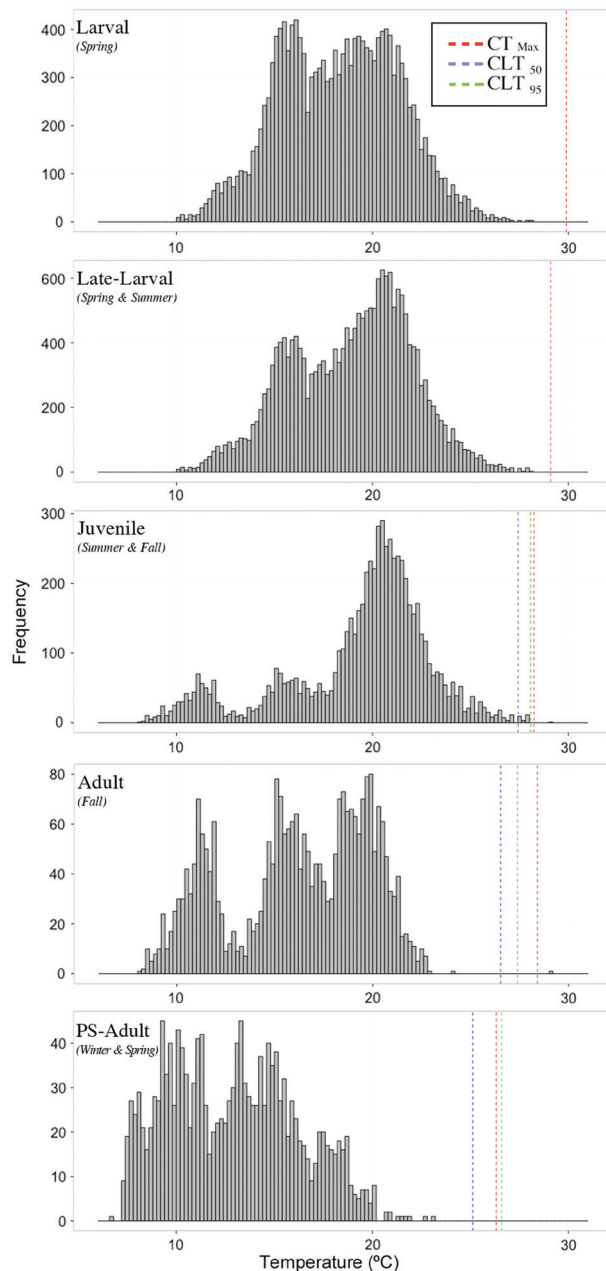 Larval
(Spring)
CT Max
CLT 50
CLT 95
400
300
200
100
0
10
20
30
Late-Larval
(Spring & Summer)
600
400
200
0
10
20
30
Juvenile
(Summer & Fall)
300
200
100
0
10
20
30
Frequency
Adult
(Fall)
80
60
40
20
0
10
20
30
PS-Adult
(Winter & Spring)
40
30
20
10
0
10
20
30
Temperature (ºC)